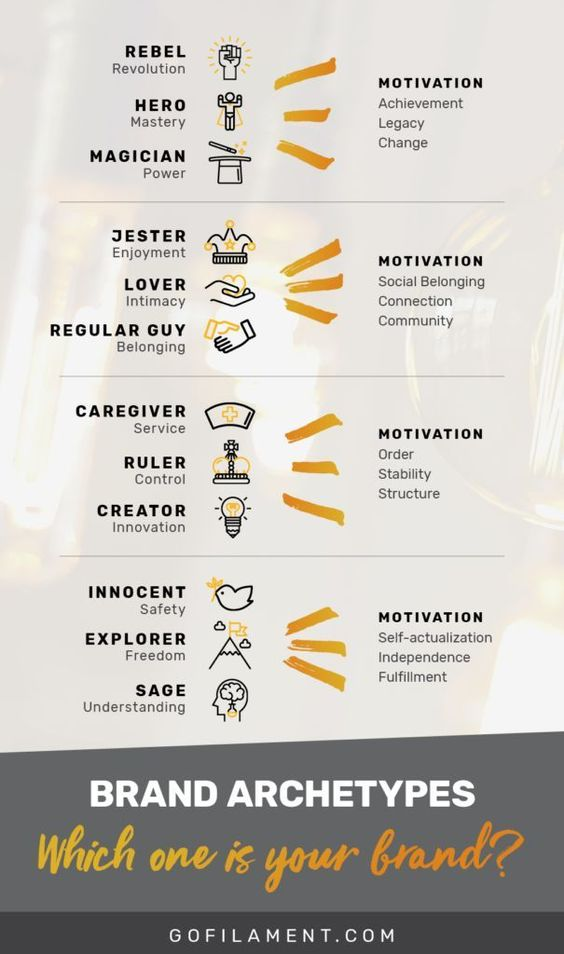 REBEL
Revolution
HERO
Mastery
MAGICIAN
Power
MOTIVATION
Achievement
Legacy
Change
JESTER
Enjoyment
LOVER
Intimacy
REGULAR GUY
Belonging
MOTIVATION
Social Belonging
Connection
Community
CAREGIVER
Service
RULER
Control
CREATOR
Innovation
MOTIVATION
Order
Stability
Structure
INNOCENT
Safety
EXPLORER
Freedom
SAGE
Understanding
MOTIVATION
Self-actualization
Independence
Fulfillment
BRAND ARCHETYPES
Which one is your brand?
GOFILAMENT.COM